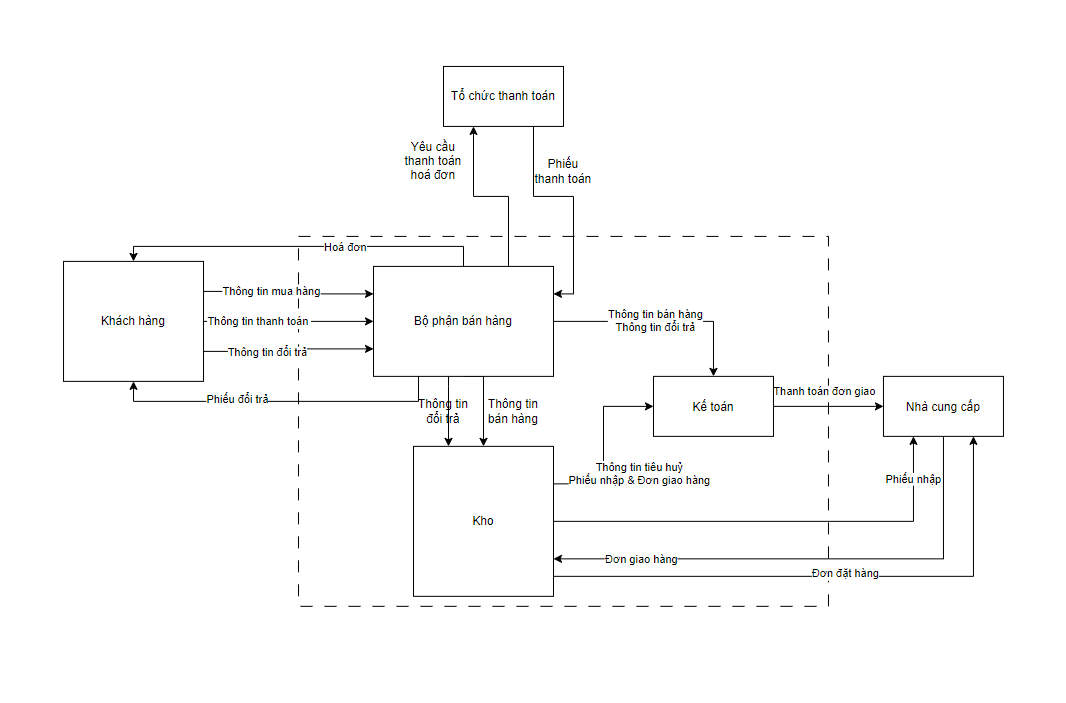 Tổ chức thanh toán
Yêu cầu
thanh toán
hoá đơn
Phiếu
thanh toán
Hoá đơn
Khách hàng
Thông tin mua hàng
Thông tin thanh toán
Thông tin đổi trả
Phiếu đổi trả
Bộ phận bán hàng
Thông tin bán hàng
Thông tin đổi trả
Thông tin
đổi trả
Thông tin
bán hàng
Kế toán
Thanh toán đơn giao
Nhà cung cấp
Thông tin tiêu huỷ
Phiếu nhập & Đơn giao hàng
Phiếu nhập
Kho
Đơn giao hàng
Đơn đặt hàng